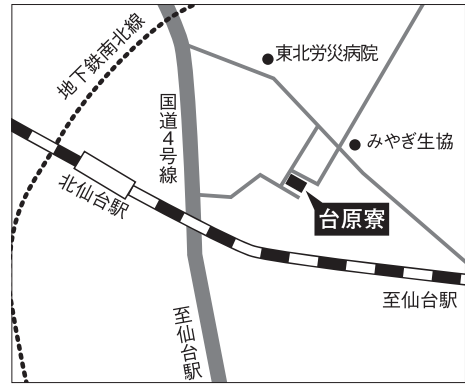 地下鉄南北線
東北労災病院
国道4号線
みやぎ生協
北仙台駅
台原寮
至仙台駅
至仙台駅